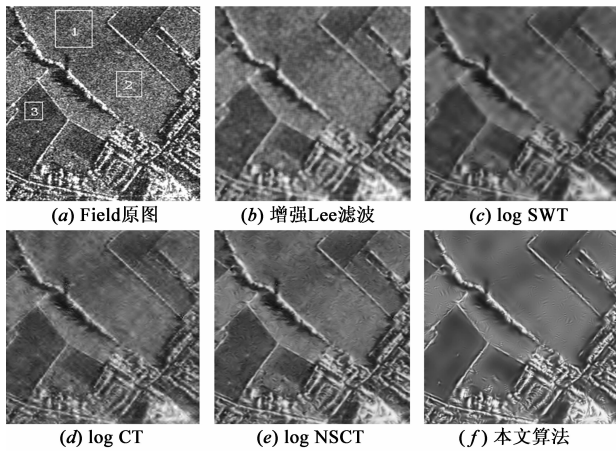 1
2
3
(a) Field原图
(b) 增强Lee滤波
(c) log SWT
(d) log CT
(e) log NSCT
(f) 本文算法